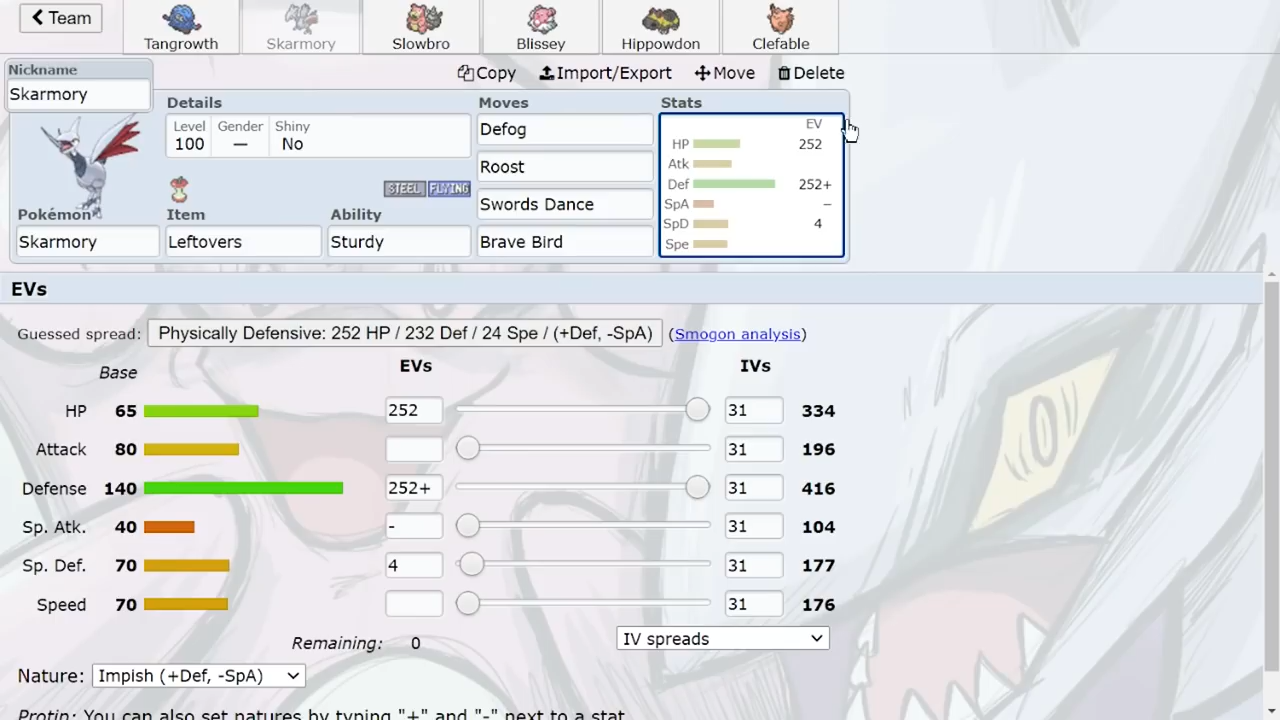 Team
Tangrowth
Skarmory
Slowbro
Blissey
Hippowdon
Clefable
Nickname
Skarmory
Copy
Import/Export
Move
Delete
Details
Moves
Stats
Level
Gender
Shiny
100
—
No
Defog
Roost
Swords Dance
Brave Bird
EV
HP 252
Atk
Def 252+
SpA –
SpD 4
Spe
STEEL FLYING
Pokémon
Item
Ability
Skarmory
Leftovers
Sturdy
EVs
Guessed spread: Physically Defensive: 252 HP / 232 Def / 24 Spe / (+Def, -SpA) (Smogon analysis)
Base EVs IVs
HP 65 252 31 334
Attack 80 31 196
Defense 140 252+ 31 416
Sp. Atk. 40 - 31 104
Sp. Def. 70 4 31 177
Speed 70 31 176
Remaining: 0
IV spreads
Nature: Impish (+Def, -SpA)
Protip: You can also set natures by typing "+" and "-" next to a stat.